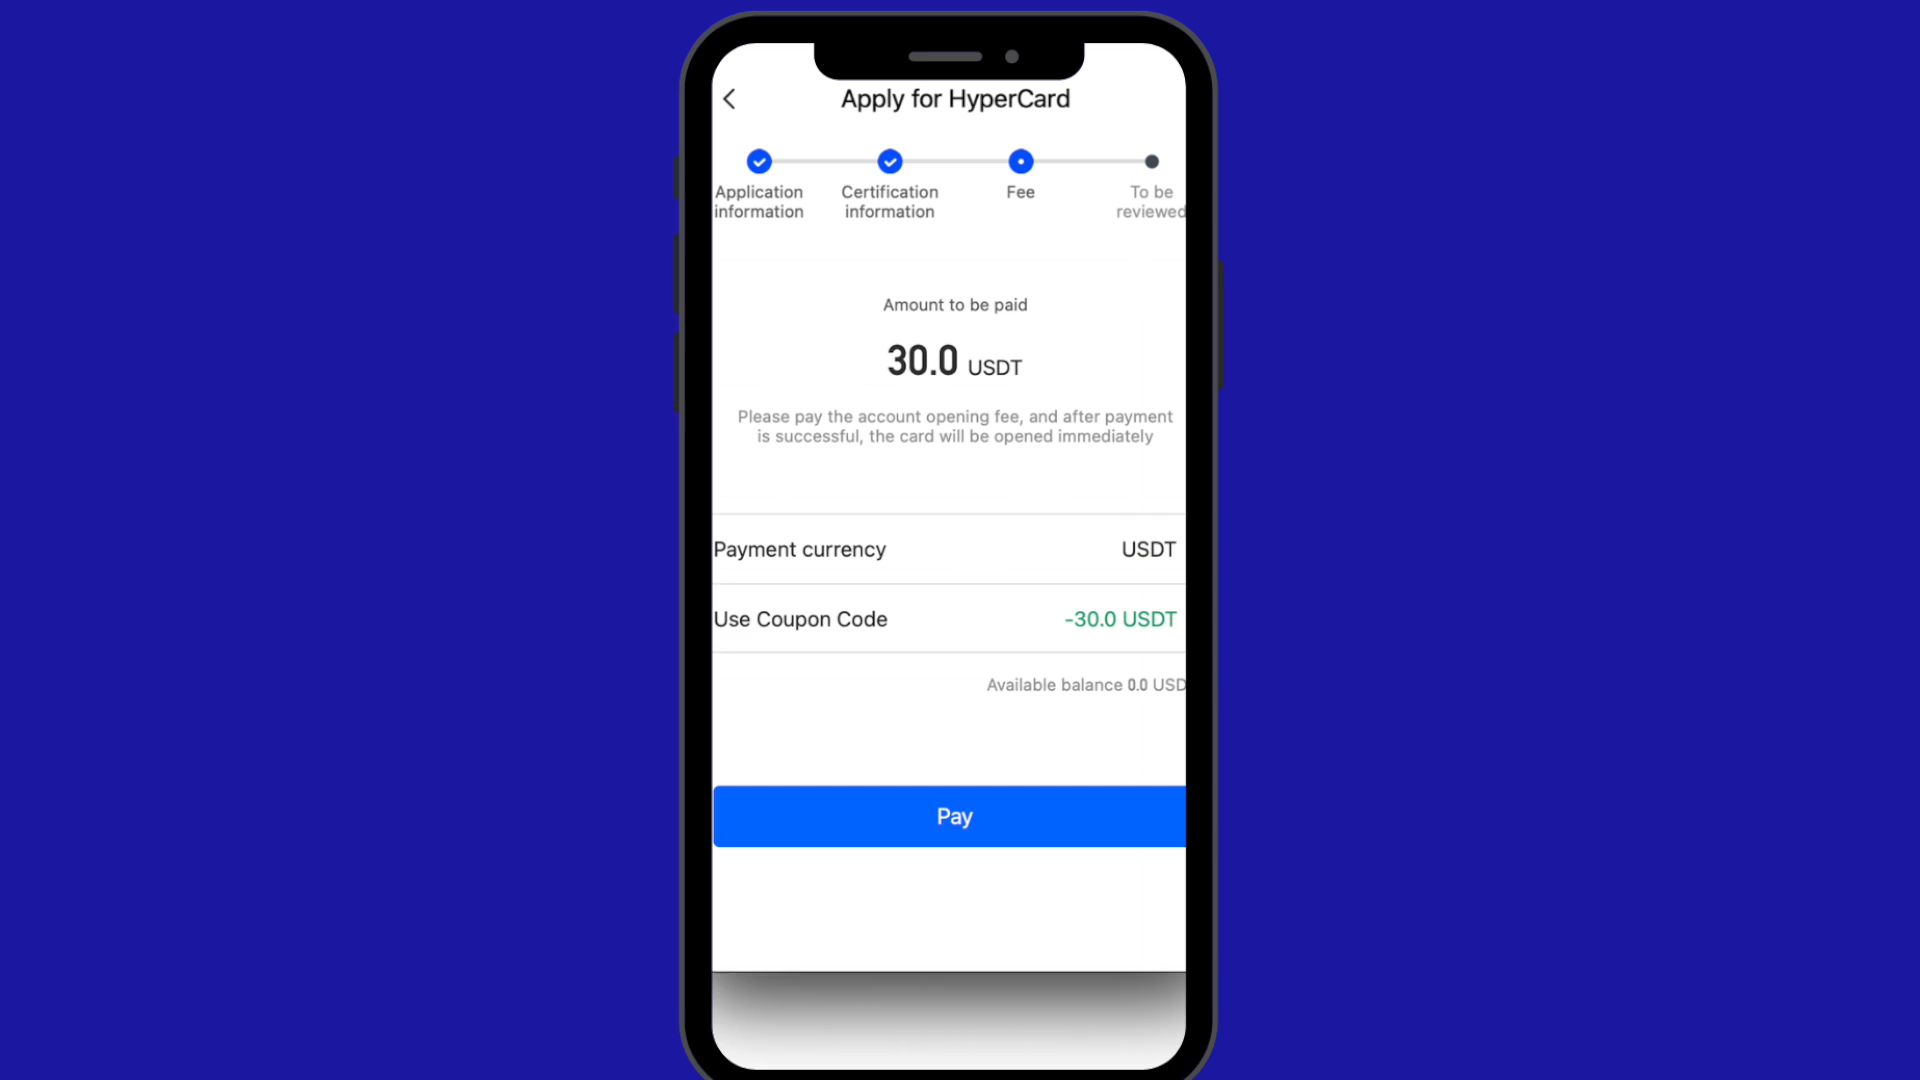 Apply for HyperCard
Application
information
Certification
information
Fee
To be
reviewed
Amount to be paid
30.0 USDT
Please pay the account opening fee, and after payment
is successful, the card will be opened immediately
Payment currency
USDT
Use Coupon Code
-30.0 USDT
Available balance 0.0 USD
Pay